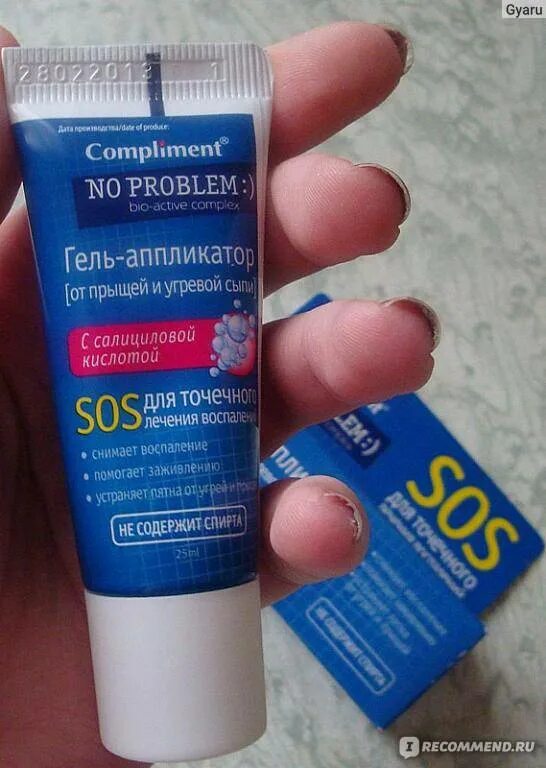 Gyaru
28022013 1
Дата производства/date of produce:
Compliment®
NO PROBLEM:)
bio-active complex
Гель-аппликатор
[от прыщей и угревой сыпи]
С салициловой
кислотой
SOS для точечного
лечения воспалений
• снимает воспаление
• помогает заживлению
• устраняет пятна от угрей и
НЕ СОДЕРЖИТ СПИРТА
25ml
:)
SOS
для точечного
НЕ СОДЕРЖИТ СПИРТА
IRECOMMEND.RU